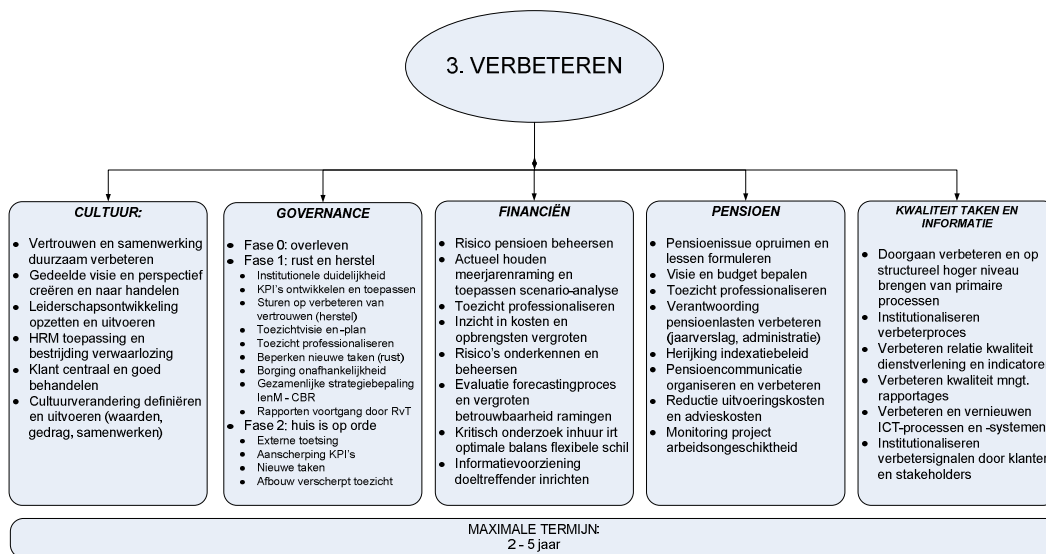 3. VERBETEREN
CULTUUR:
• Vertrouwen en samenwerking
duurzaam verbeteren
• Gedeelde visie en perspectief
creëren en naar handelen
• Leiderschapsontwikkeling
opzetten en uitvoeren
• HRM toepassing en
bestrijding verwaarlozing
• Klant centraal en goed
behandelen
• Cultuurverandering definiëren
en uitvoeren (waarden,
gedrag, samenwerken)
GOVERNANCE
• Fase 0: overleven
• Fase 1: rust en herstel
• Institutionele duidelijkheid
• KPI's ontwikkelen en toepassen
• Sturen op verbeteren van
vertrouwen (herstel)
• Toezichtvisie en-plan
• Toezicht professionaliseren
• Beperken nieuwe taken (rust)
• Borging onafhankelijkheid
• Gezamenlijke strategiebepaling
IenM - CBR
• Rapporten voortgang door RvT
• Fase 2: huis is op orde
• Externe toetsing
• Aanscherping KPI's
• Nieuwe taken
• Afbouw verscherpt toezicht
FINANCIËN
• Risico pensioen beheersen
• Actueel houden
meerjarenraming en
toepassen scenario-analyse
• Toezicht professionaliseren
• Inzicht in kosten en
opbrengsten vergroten
• Risico's onderkennen en
beheersen
• Evaluatie forecastingproces
en vergroten
betrouwbaarheid ramingen
• Kritisch onderzoek inhuur irt
optimale balans flexibele schil
• Informatievoorziening
doeltreffender inrichten
PENSIOEN
• Pensioenissue opruimen en
lessen formuleren
• Visie en budget bepalen
• Toezicht professionaliseren
• Verantwoording
pensioenlasten verbeteren
(jaarverslag, administratie)
• Herijking indexatiebeleid
• Pensioencommunicatie
organiseren en verbeteren
• Reductie uitvoeringskosten
en advieskosten
• Monitoring project
arbeidsongeschiktheid
KWALITEIT TAKEN EN
INFORMATIE
• Doorgaan verbeteren en op
structureel hoger niveau
brengen van primaire
processen
• Institutionaliseren
verbeterproces
• Verbeteren relatie kwaliteit
dienstverlening en indicatore
• Verbeteren kwaliteit mngt.
rapportages
• Verbeteren en vernieuwen
ICT-processen en -systemen
• Institutionaliseren
verbetersignalen door klanten
en stakeholders
MAXIMALE TERMIJN:
2 - 5 jaar